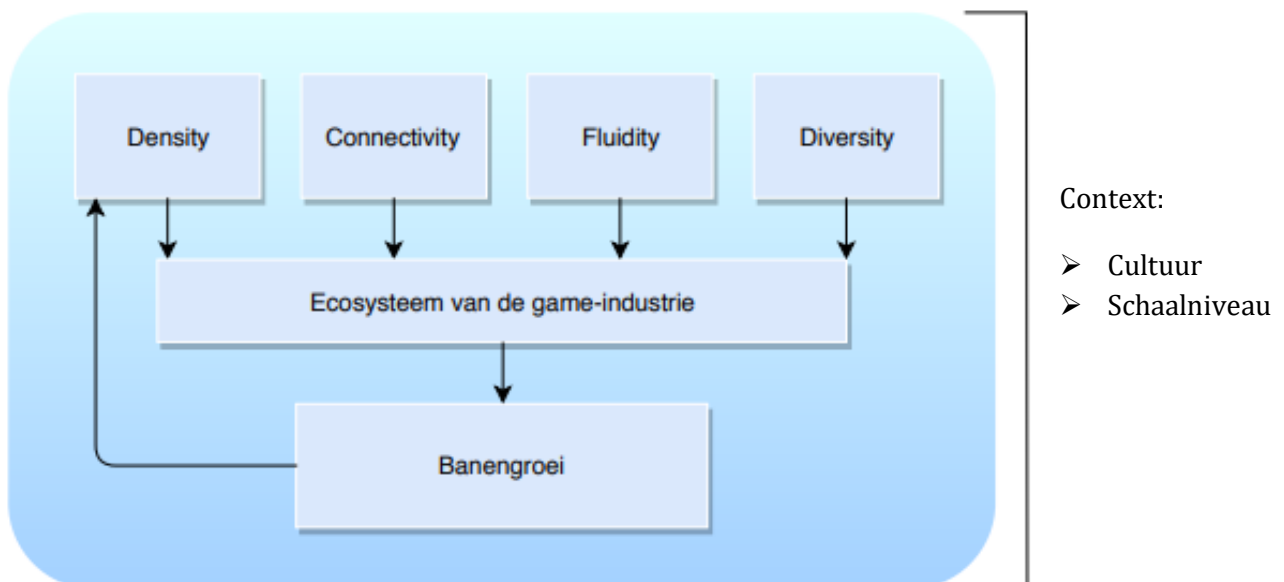 Density
Connectivity
Fluidity
Diversity
Ecosysteem van de game-industrie
Banengroei
Context:
➢ Cultuur
➢ Schaalniveau